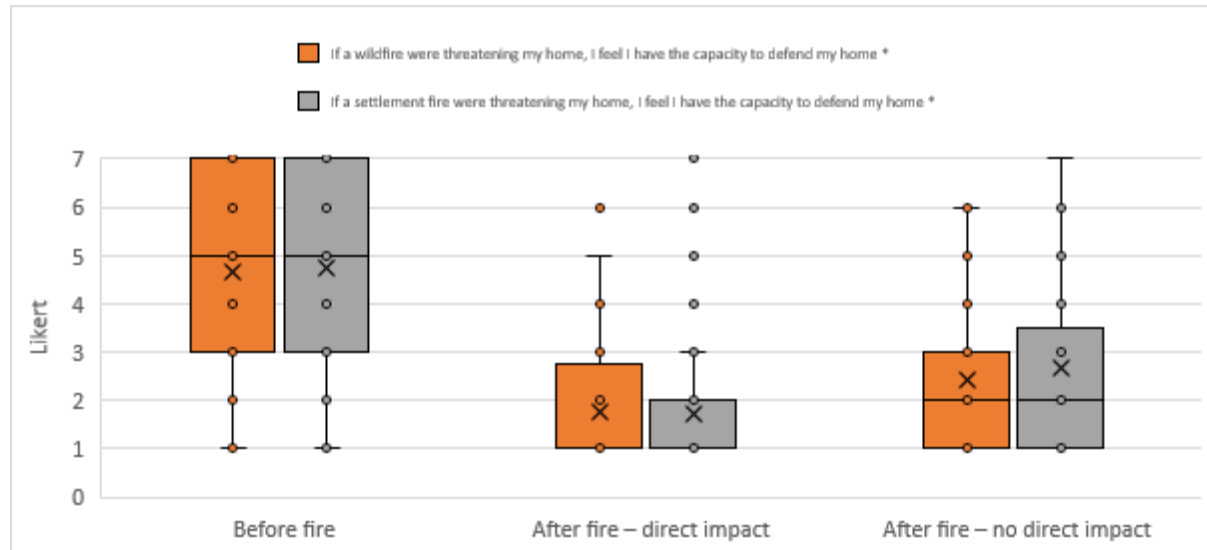 If a wildfire were threatening my home, I feel I have the capacity to defend my home *
If a settlement fire were threatening my home, I feel I have the capacity to defend my home *
7
6
5
4
3
2
1
0
Likert
Before fire
After fire – direct impact
After fire – no direct impact